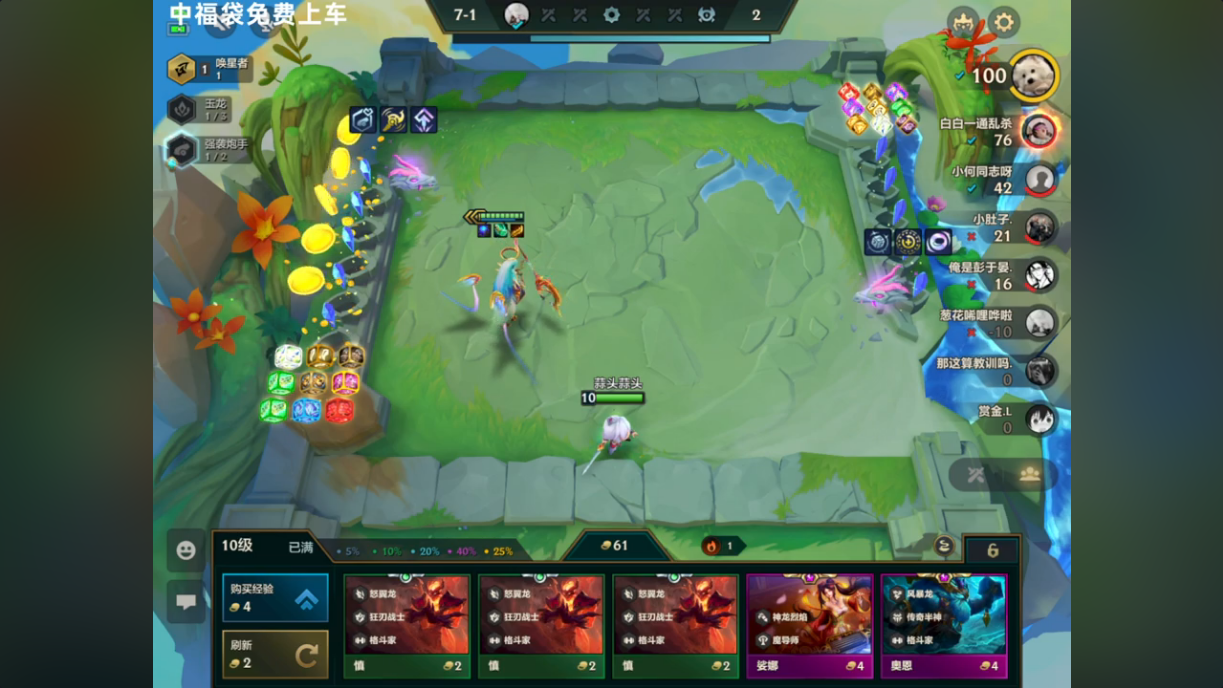 中福袋免费上车
7-1
2
1 唤星者
1
玉龙
1 / 3
强袭炮手
1 / 2
100
白白一通乱杀
76
小何同志呀
42
小肚子.
21
俺是彭于晏.
16
葱花唏哩哗啦
-10
那这算教训吗.
0
赏金.L
0
蒜头蒜头
10
10级 已满 5% 10% 20% 40% 25%
61
1
6
购买经验
4
刷新
2
怒翼龙
狂刃战士
格斗家
慎 2
怒翼龙
狂刃战士
格斗家
慎 2
怒翼龙
狂刃战士
格斗家
慎 2
神龙烈焰
魔导师
娑娜 4
风暴龙
传奇半神
格斗家
奥恩 4